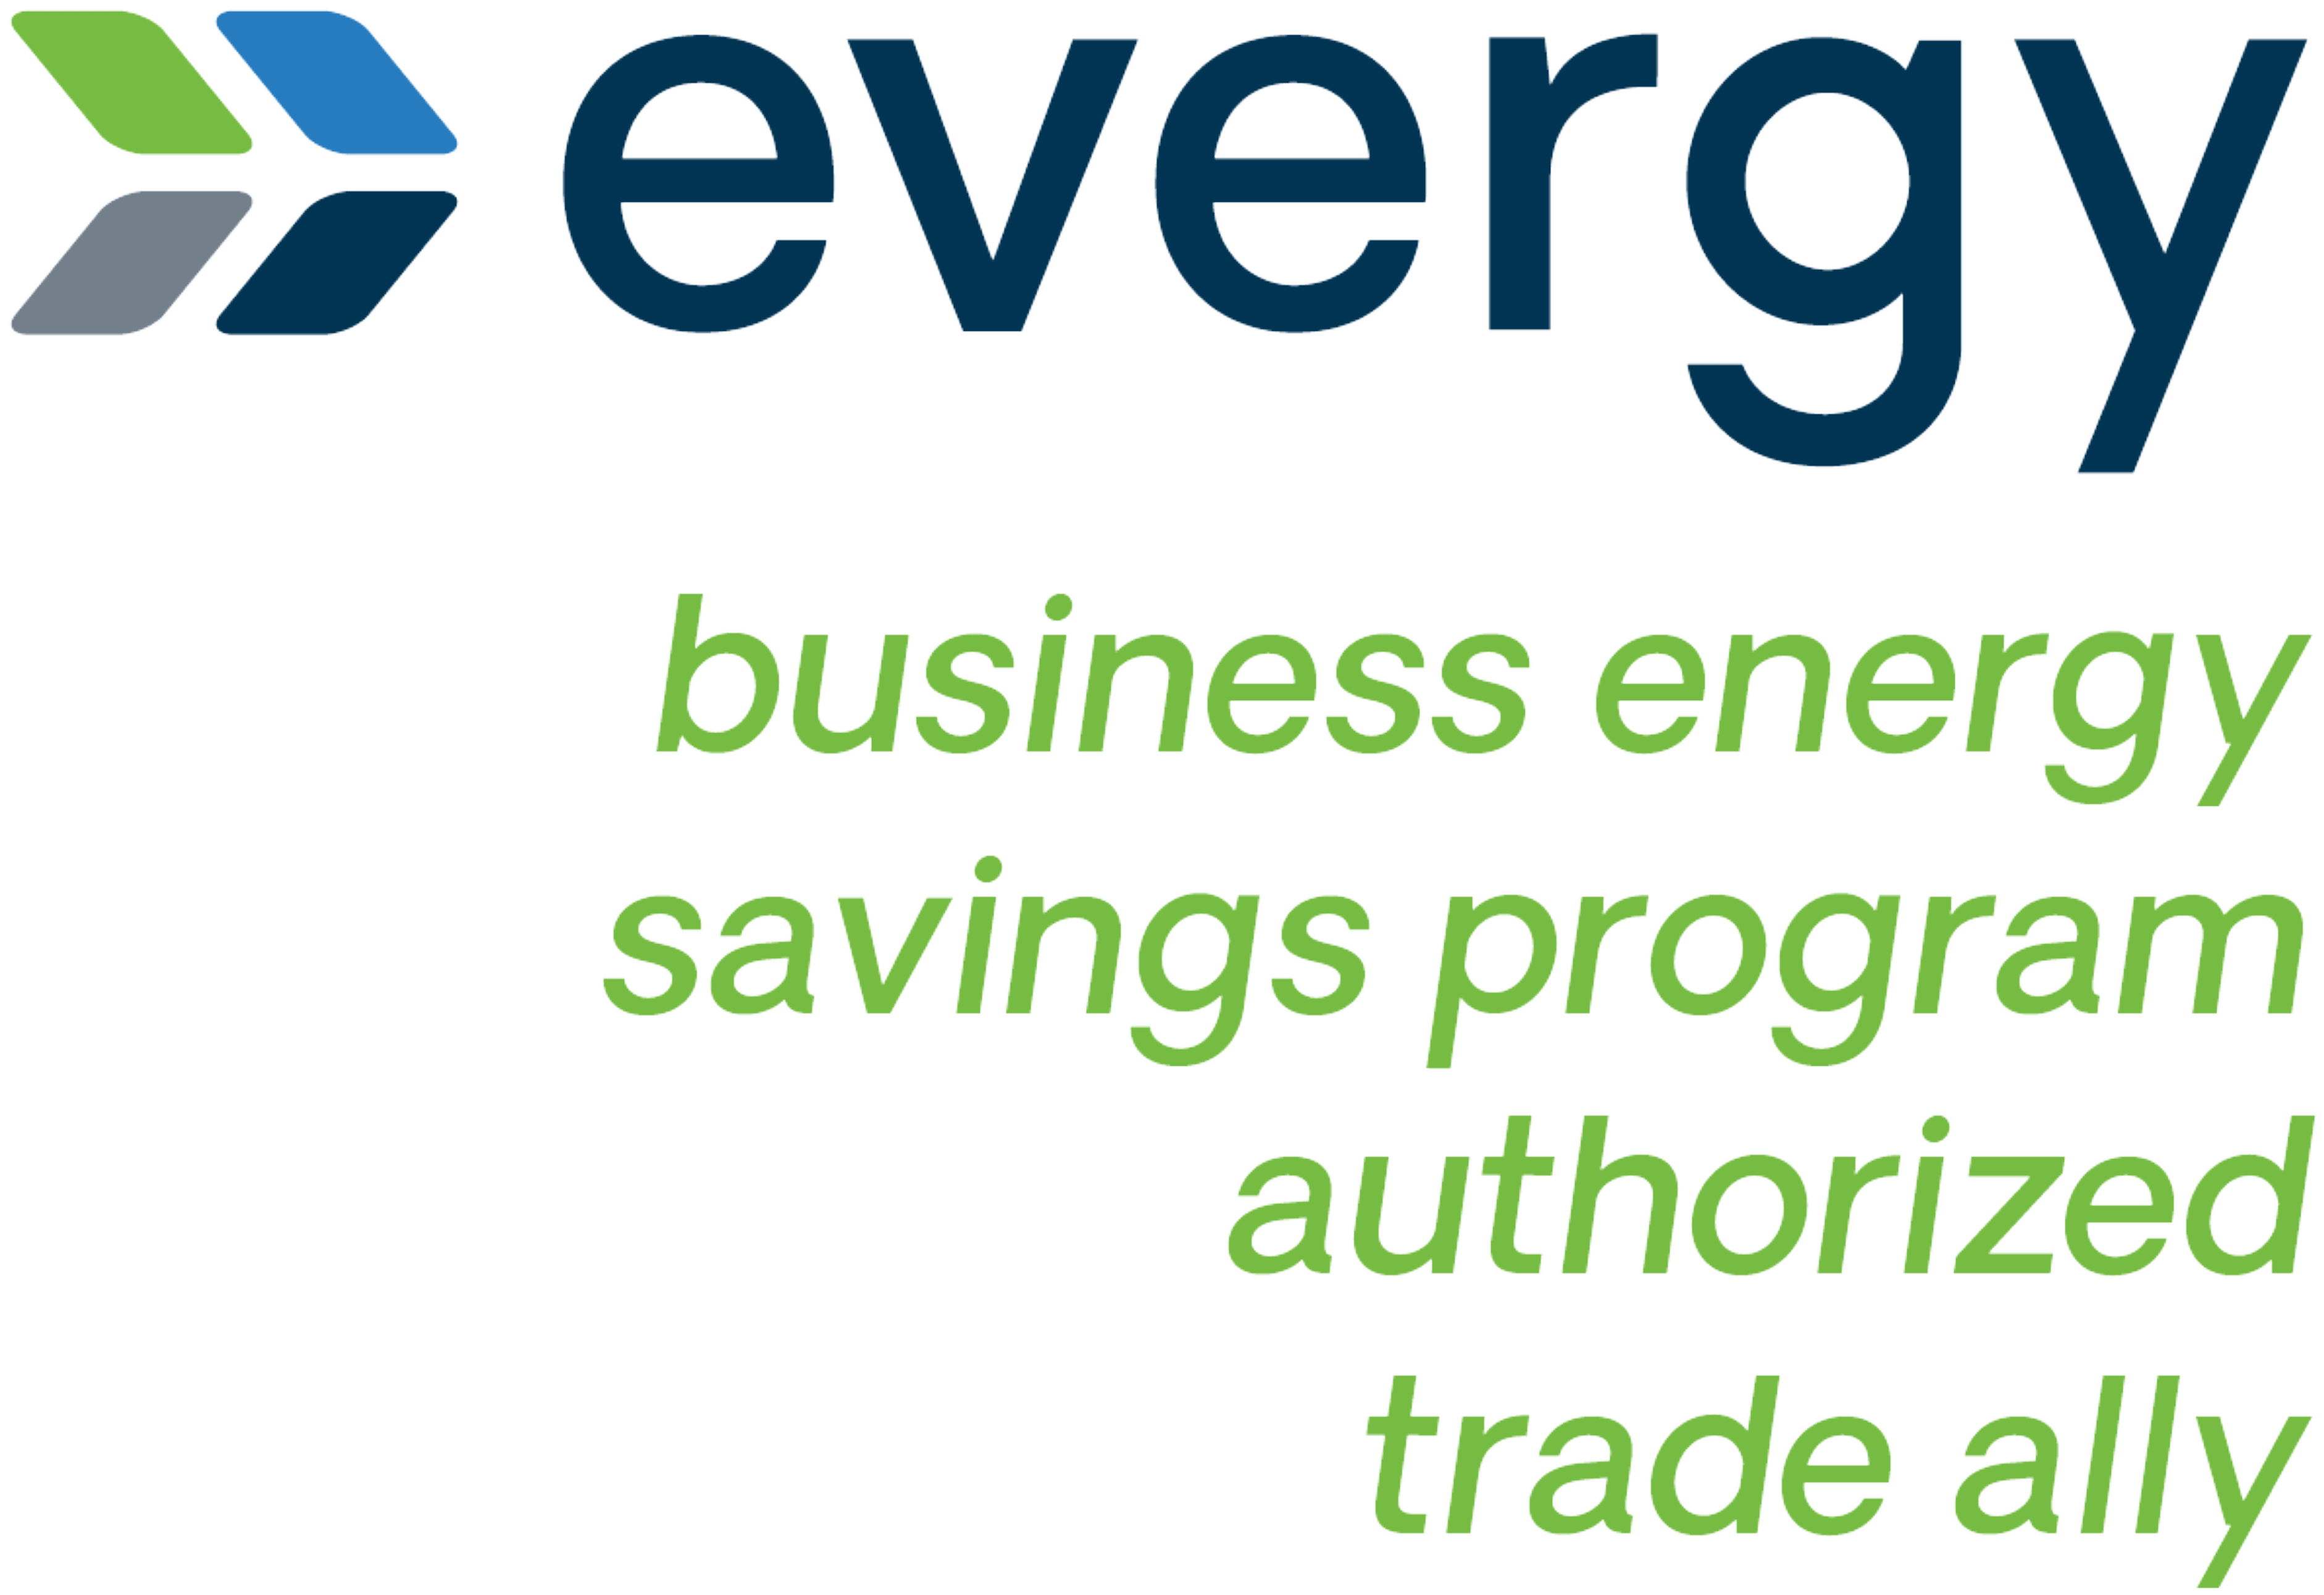 evergy
business energy
savings program
authorized
trade ally